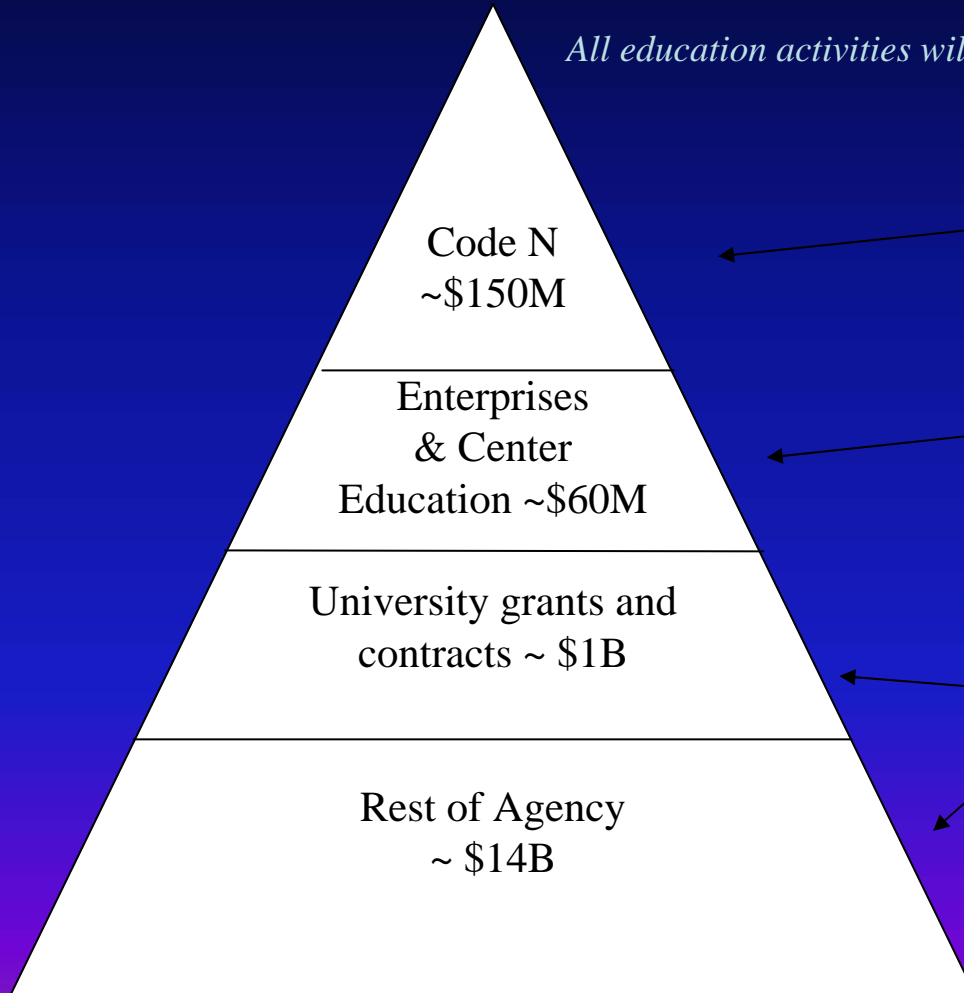 All education activities wil
Code N
~$150M
Enterprises
& Center
Education ~$60M
University grants and
contracts ~ $1B
Rest of Agency
~ $14B